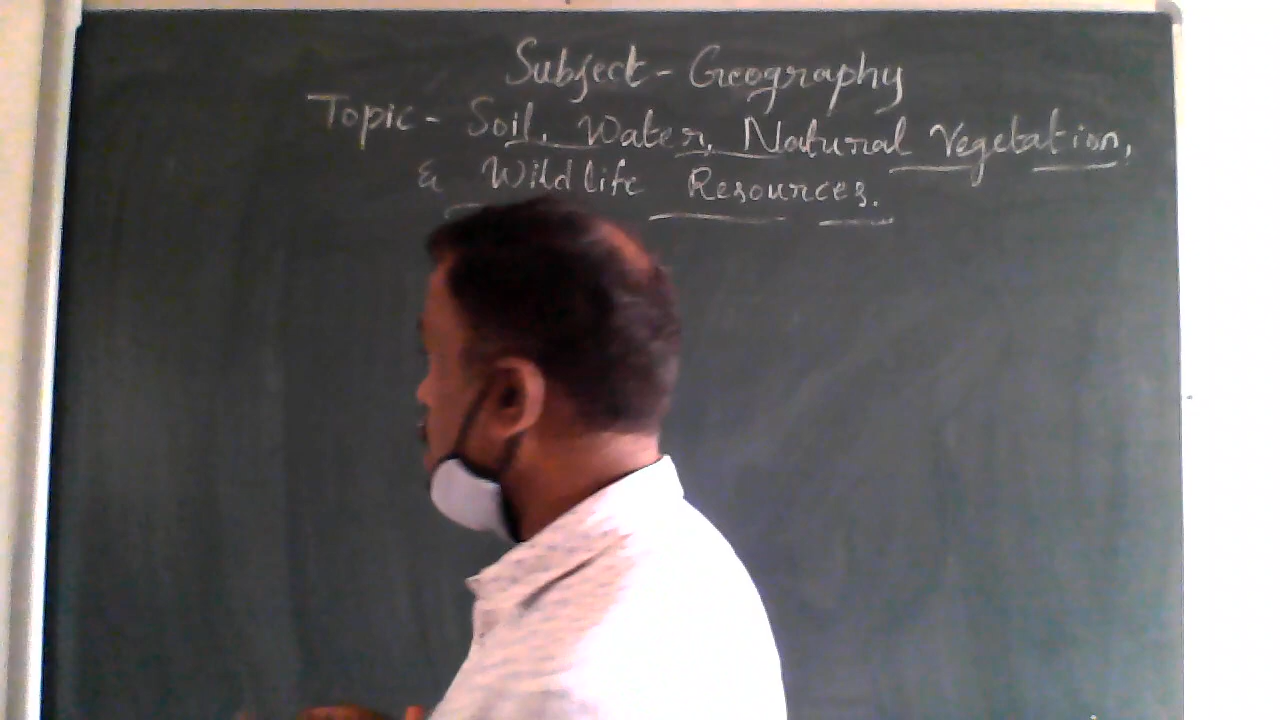 Subject - Geography
Topic - Soil, Water, Natural Vegetation,
& Wildlife Resources.